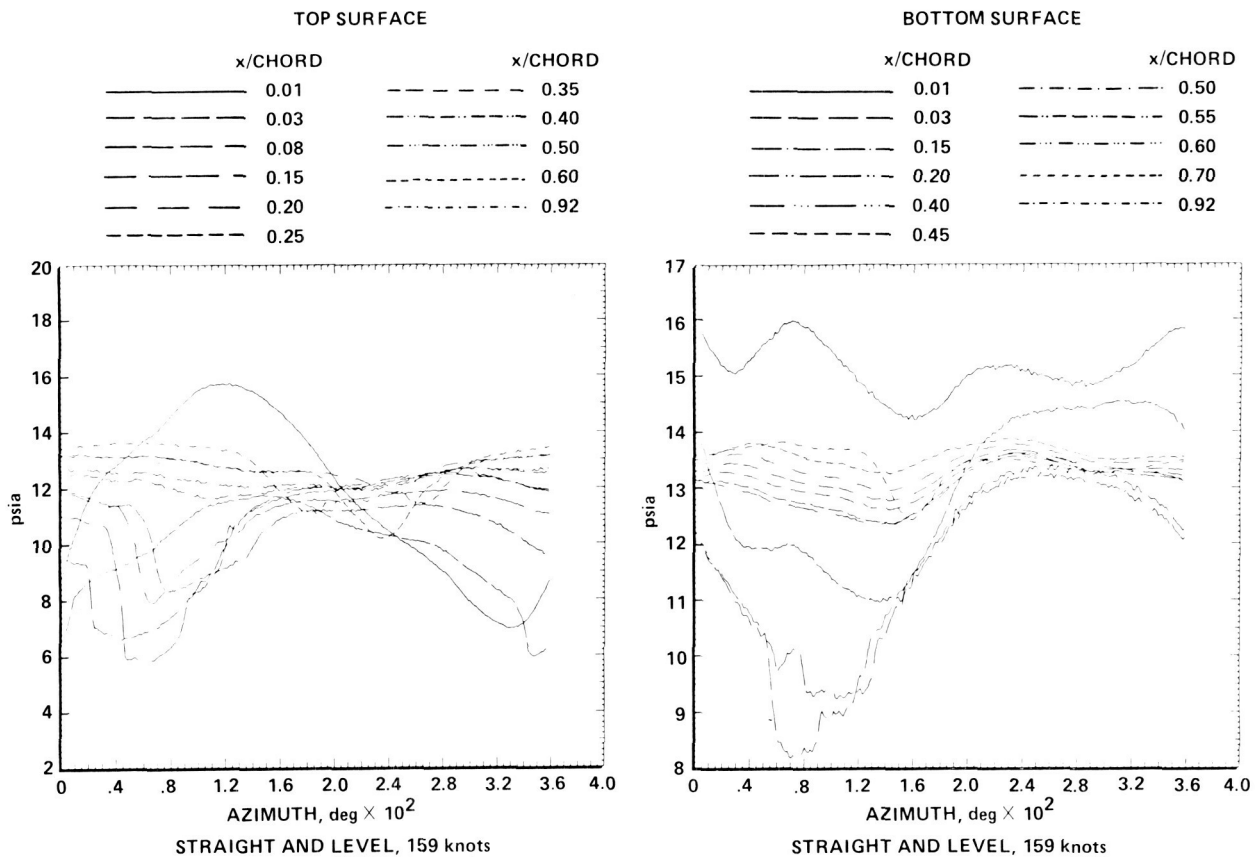 TOP SURFACE
x/CHORD x/CHORD
0.01 0.35
0.03 0.40
0.08 0.50
0.15 0.60
0.20 0.92
0.25
20
18
16
14
12
10
8
6
4
2
psia
0 .4 .8 1.2 1.6 2.0 2.4 2.8 3.2 3.6 4.0
AZIMUTH, deg × 10²
STRAIGHT AND LEVEL, 159 knots
BOTTOM SURFACE
x/CHORD x/CHORD
0.01 0.50
0.03 0.55
0.15 0.60
0.20 0.70
0.40 0.92
0.45
17
16
15
14
13
12
11
10
9
8
psia
0 .4 .8 1.2 1.6 2.0 2.4 2.8 3.2 3.6 4.0
AZIMUTH, deg × 10²
STRAIGHT AND LEVEL, 159 knots